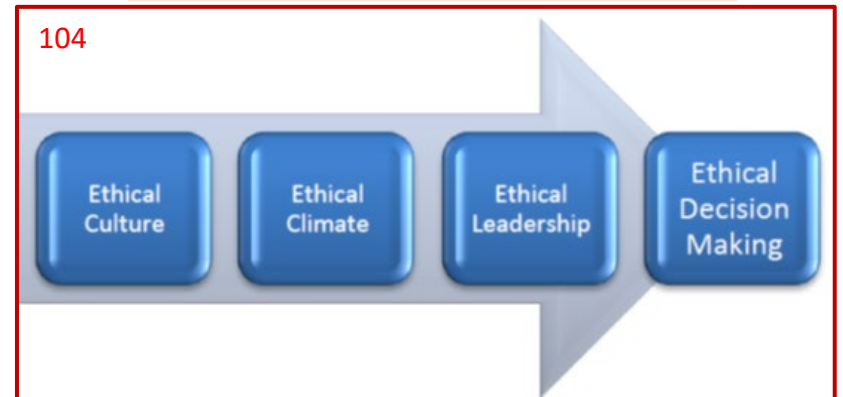 104
Ethical
Culture
Ethical
Climate
Ethical
Leadership
Ethical
Decision
Making